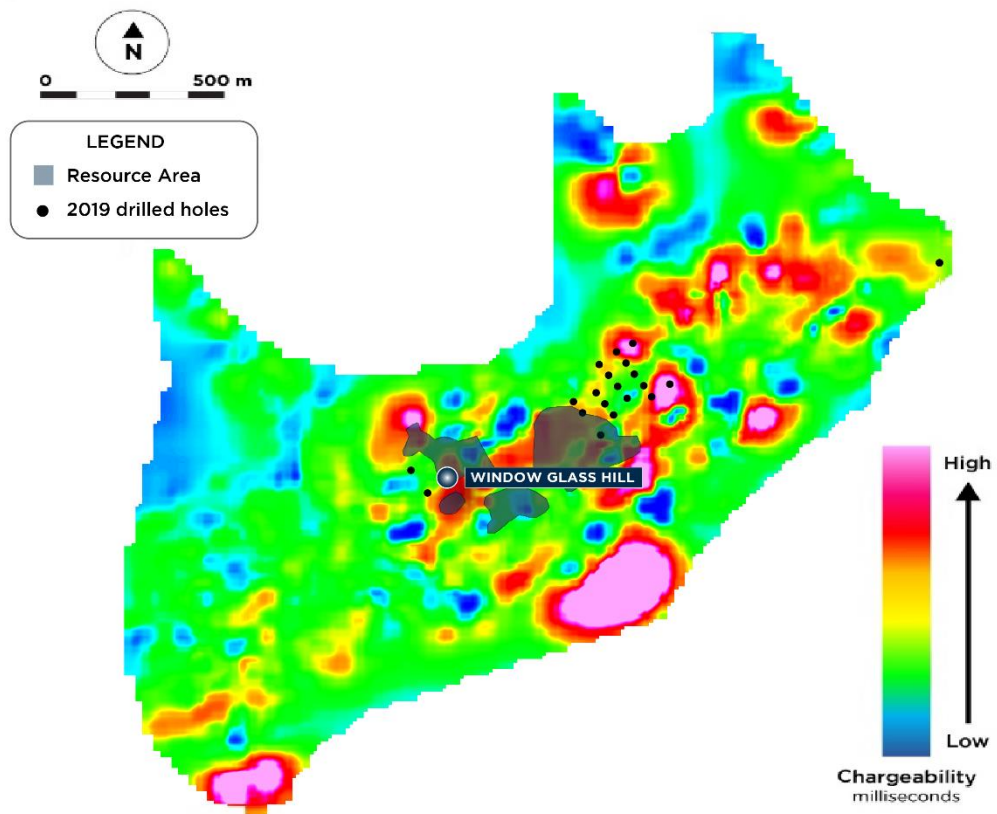 N
0 500 m
LEGEND
Resource Area
2019 drilled holes
WINDOW GLASS HILL
High
Low
Chargeability
milliseconds